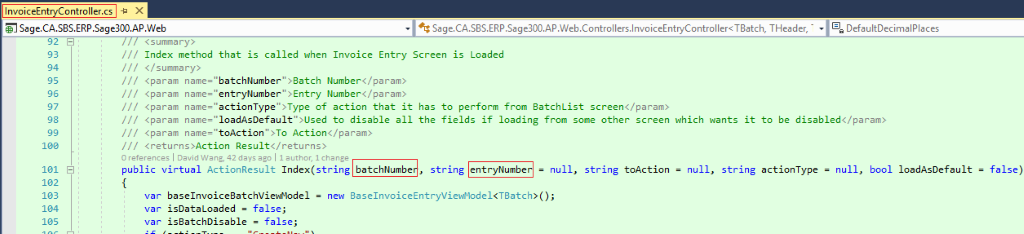 InvoiceEntryController.cs
Sage.CA.SBS.ERP.Sage300.AP.Web Sage.CA.SBS.ERP.Sage300.AP.Web.Controllers.InvoiceEntryController<TBatch, THeader, DefaultDecimalPlaces
92 /// <summary>
93 /// Index method that is called when Invoice Entry Screen is Loaded
94 /// </summary>
95 /// <param name="batchNumber">Batch Number</param>
96 /// <param name="entryNumber">Entry Number</param>
97 /// <param name="actionType">Type of action that it has to perform from BatchList screen</param>
98 /// <param name="loadAsDefault">Used to disable all the fields if loading from some other screen which wants it to be disabled</param>
99 /// <param name="toAction">To Action</param>
100 /// <returns>Action Result</returns>
0 references | David Wang, 42 days ago | 1 author, 1 change
101 public virtual ActionResult Index(string batchNumber, string entryNumber = null, string toAction = null, string actionType = null, bool loadAsDefault = false)
102 {
103 var baseInvoiceBatchViewModel = new BaseInvoiceEntryViewModel<TBatch>();
104 var isDataLoaded = false;
105 var isBatchDisable = false;